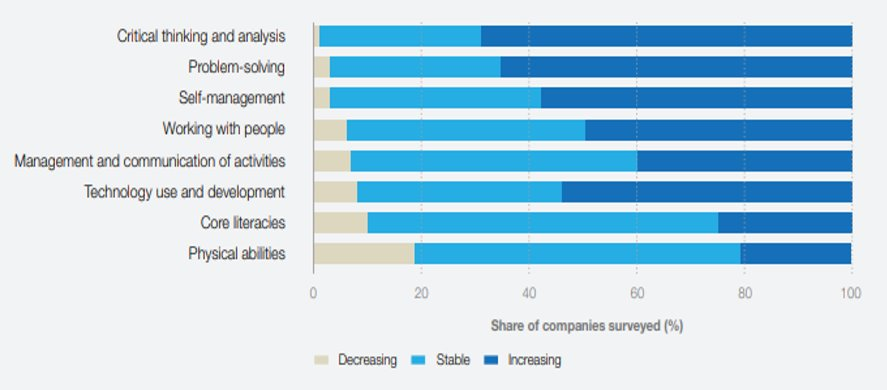 Critical thinking and analysis
Problem-solving
Self-management
Working with people
Management and communication of activities
Technology use and development
Core literacies
Physical abilities
0 20 40 60 80 100
Share of companies surveyed (%)
Decreasing Stable Increasing